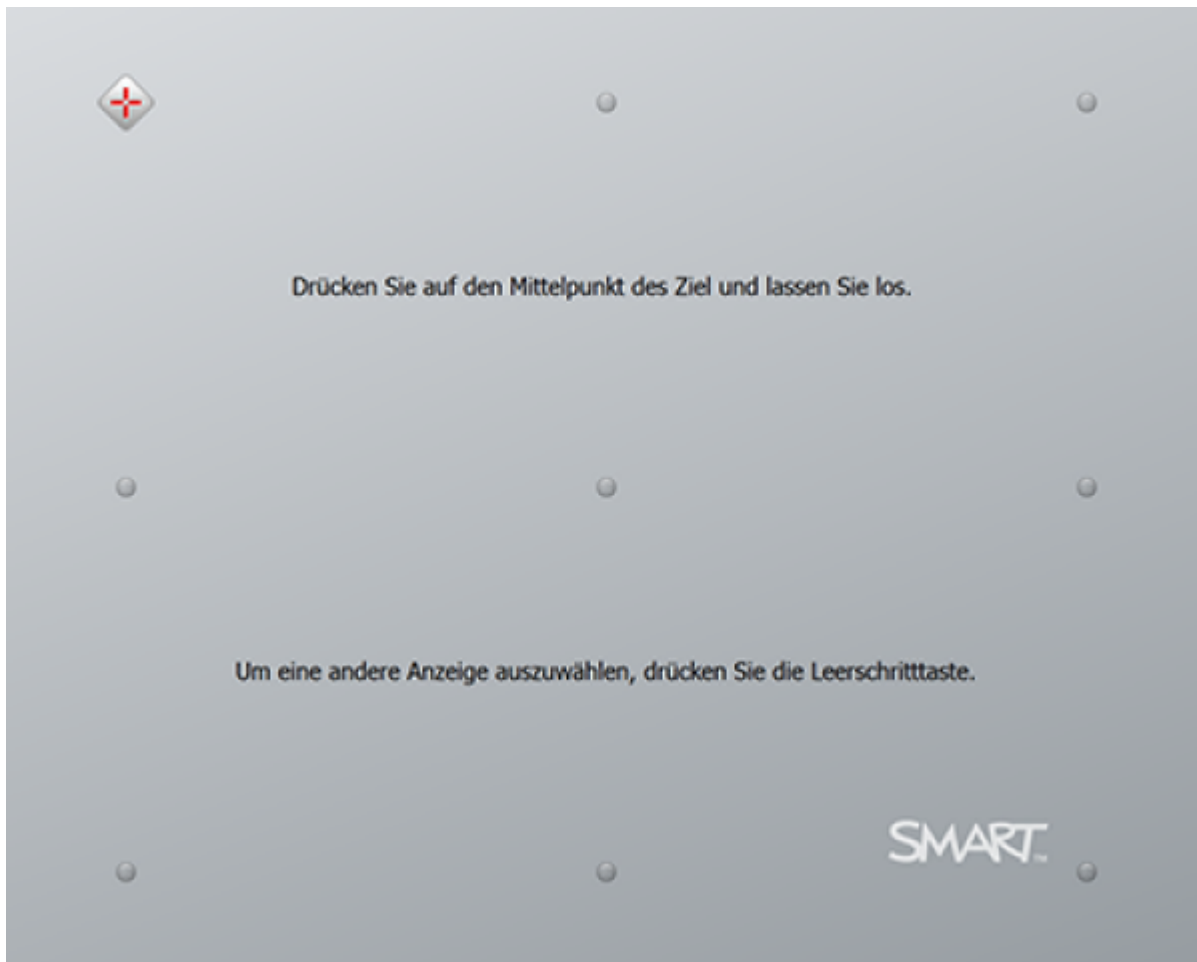 Drücken Sie auf den Mittelpunkt des Ziel und lassen Sie los.
Um eine andere Anzeige auszuwählen, drücken Sie die Leerschritttaste.
SMART™